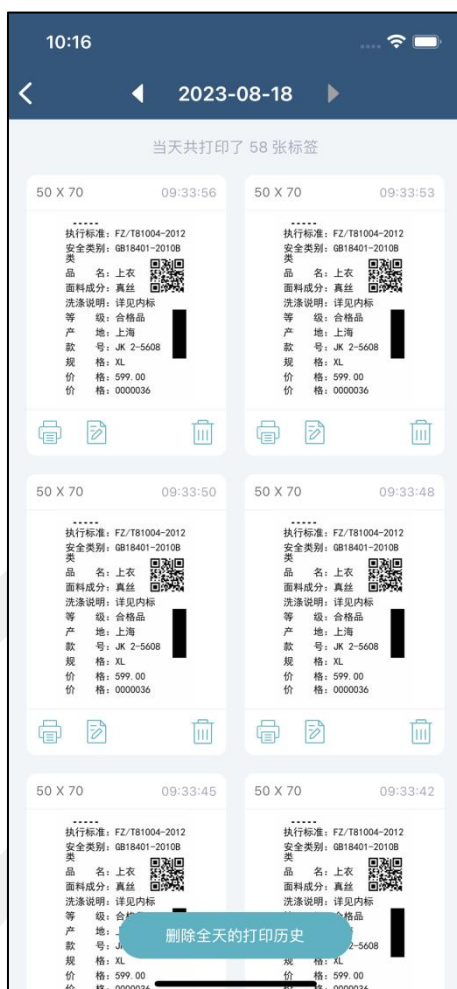 10:16
2023-08-18
当天共打印了 58 张标签
50 X 70 09:33:56
-----
执行标准：FZ/T81004-2012
安全类别：GB18401-2010B
类
品 名：上衣
面料成分：真丝
洗涤说明：详见内标
等 级：合格品
产 地：上海
款 号：JK 2-5608
规 格：XL
价 格：599.00
价 格：0000036
50 X 70 09:33:53
-----
执行标准：FZ/T81004-2012
安全类别：GB18401-2010B
类
品 名：上衣
面料成分：真丝
洗涤说明：详见内标
等 级：合格品
产 地：上海
款 号：JK 2-5608
规 格：XL
价 格：599.00
价 格：0000036
50 X 70 09:33:50
-----
执行标准：FZ/T81004-2012
安全类别：GB18401-2010B
类
品 名：上衣
面料成分：真丝
洗涤说明：详见内标
等 级：合格品
产 地：上海
款 号：JK 2-5608
规 格：XL
价 格：599.00
价 格：0000036
50 X 70 09:33:48
-----
执行标准：FZ/T81004-2012
安全类别：GB18401-2010B
类
品 名：上衣
面料成分：真丝
洗涤说明：详见内标
等 级：合格品
产 地：上海
款 号：JK 2-5608
规 格：XL
价 格：599.00
价 格：0000036
50 X 70 09:33:45
-----
执行标准：FZ/T81004-2012
安全类别：GB18401-2010B
类
品 名：上衣
面料成分：真丝
洗涤说明：详见内标
等 级：合
产 地：
款 号：J
规 格：XL
价 格：599.00
价 格：0000036
50 X 70 09:33:42
-----
执行标准：FZ/T81004-2012
安全类别：GB18401-2010B
类
品 名：上衣
面料成分：真丝
洗涤说明：详见内标
格品
2-5608
规 格：XL
价 格：599.00
价 格：0000036
删除全天的打印历史